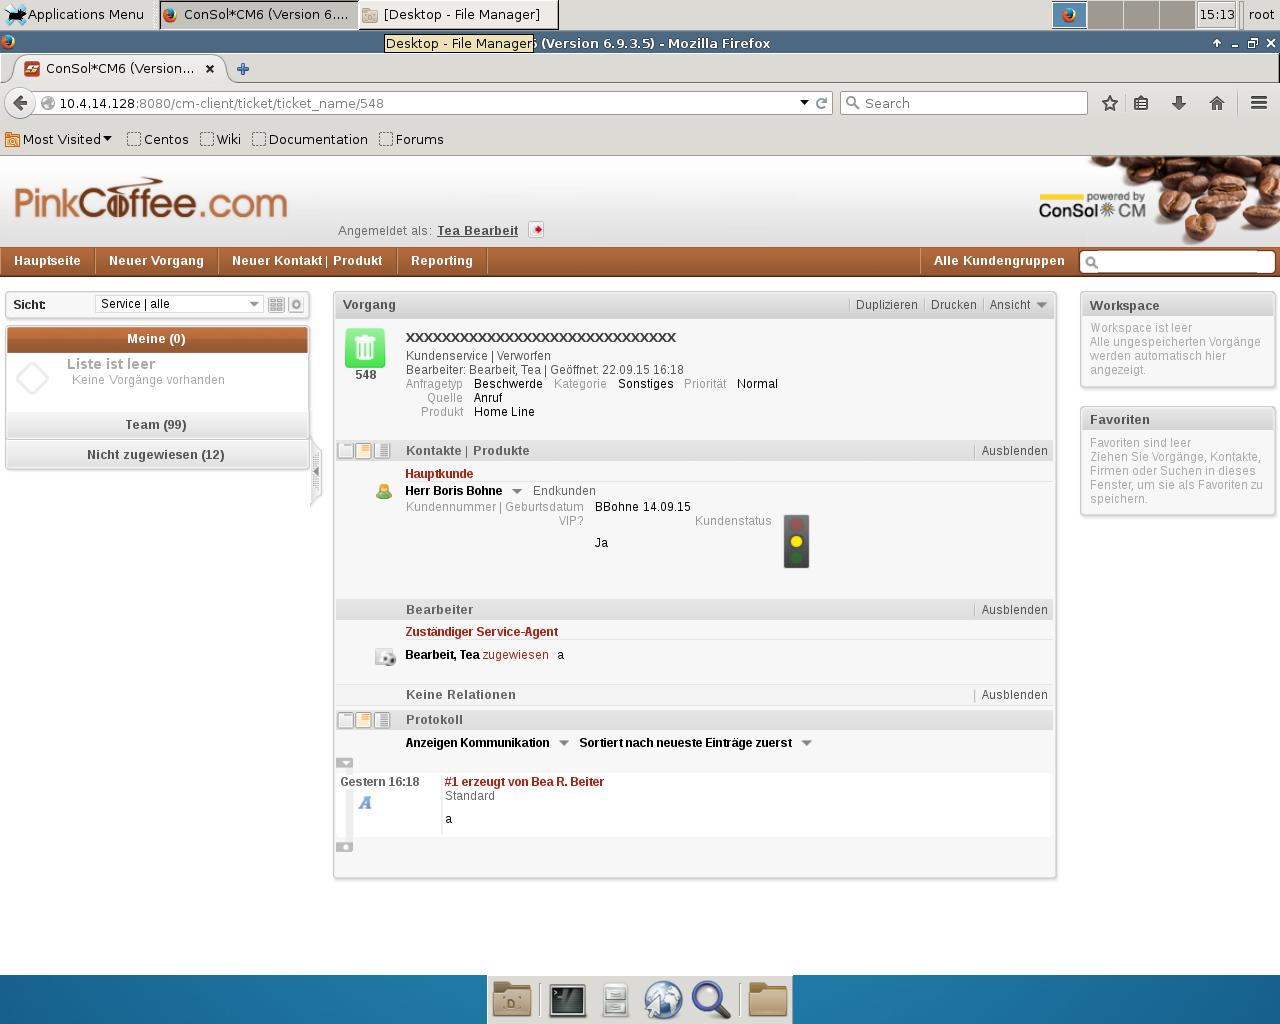 Applications Menu
ConSol*CM6 (Version 6....
[Desktop - File Manager]
15:13
root
Desktop - File Manager
6 (Version 6.9.3.5) - Mozilla Firefox
ConSol*CM6 (Version...
10.4.14.128:8080/cm-client/ticket/ticket_name/548
Search
Most Visited
Centos
Wiki
Documentation
Forums
PinkCoffee.com
Angemeldet als: Tea Bearbeit
powered by
ConSol CM
Hauptseite
Neuer Vorgang
Neuer Kontakt | Produkt
Reporting
Alle Kundengruppen
Sicht:
Service | alle
Meine (0)
Liste ist leer
Keine Vorgänge vorhanden
Team (99)
Nicht zugewiesen (12)
Vorgang
Duplizieren
Drucken
Ansicht
548
XXXXXXXXXXXXXXXXXXXXXXXXXXXXXX
Kundenservice | Verworfen
Bearbeiter: Bearbeit, Tea | Geöffnet: 22.09.15 16:18
Anfragetyp Beschwerde Kategorie Sonstiges Priorität Normal
Quelle Anruf
Produkt Home Line
Kontakte | Produkte
Ausblenden
Hauptkunde
Herr Boris Bohne
Endkunden
Kundennummer | Geburtsdatum BBohne 14.09.15
VIP?
Kundenstatus
Ja
Bearbeiter
Ausblenden
Zuständiger Service-Agent
Bearbeit, Tea zugewiesen a
Keine Relationen
Ausblenden
Protokoll
Anzeigen Kommunikation
Sortiert nach neueste Einträge zuerst
Gestern 16:18
#1 erzeugt von Bea R. Beiter
Standard
A
a
Workspace
Workspace ist leer
Alle ungespeicherten Vorgänge
werden automatisch hier
angezeigt.
Favoriten
Favoriten sind leer
Ziehen Sie Vorgänge, Kontakte,
Firmen oder Suchen in dieses
Fenster, um sie als Favoriten zu
speichern.
D